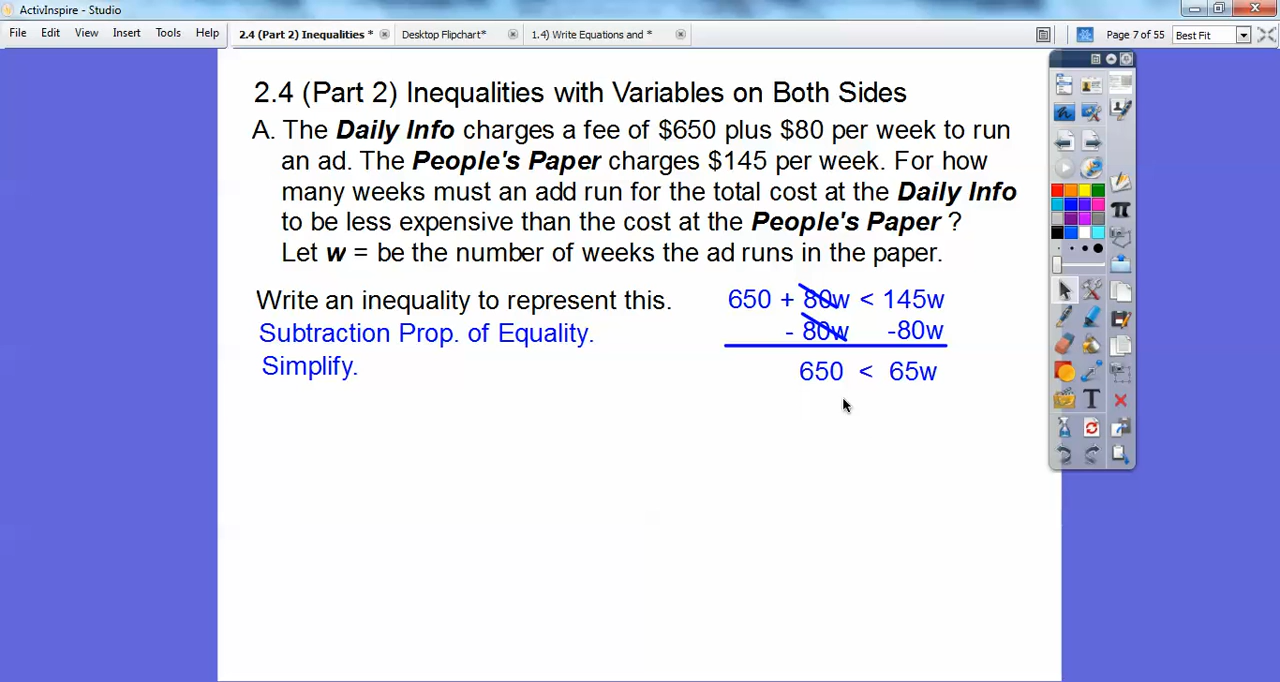 ActivInspire - Studio
File Edit View Insert Tools Help 2.4 (Part 2) Inequalities * Desktop Flipchart* 1.4) Write Equations and * Page 7 of 55 Best Fit
2.4 (Part 2) Inequalities with Variables on Both Sides
A. The Daily Info charges a fee of $650 plus $80 per week to run
an ad. The People's Paper charges $145 per week. For how
many weeks must an add run for the total cost at the Daily Info
to be less expensive than the cost at the People's Paper ?
Let w = be the number of weeks the ad runs in the paper.
Write an inequality to represent this. 650 + 80w < 145w
Subtraction Prop. of Equality. - 80w -80w
Simplify. 650 < 65w